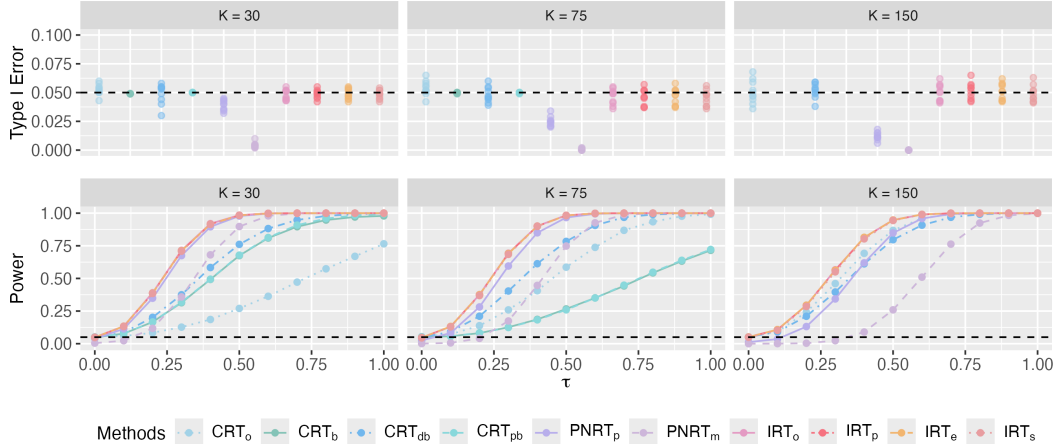 K = 30 K = 75 K = 150
0.100
0.075
0.050
0.025
0.000
Type I Error
K = 30 K = 75 K = 150
1.00
0.75
0.50
0.25
0.00
Power
0.00 0.25 0.50 0.75 1.00 0.00 0.25 0.50 0.75 1.00 0.00 0.25 0.50 0.75 1.00
τ
Methods CRTo CRTb CRTdb CRTpb PNRTp PNRTm IRTo IRTp IRTe IRTs